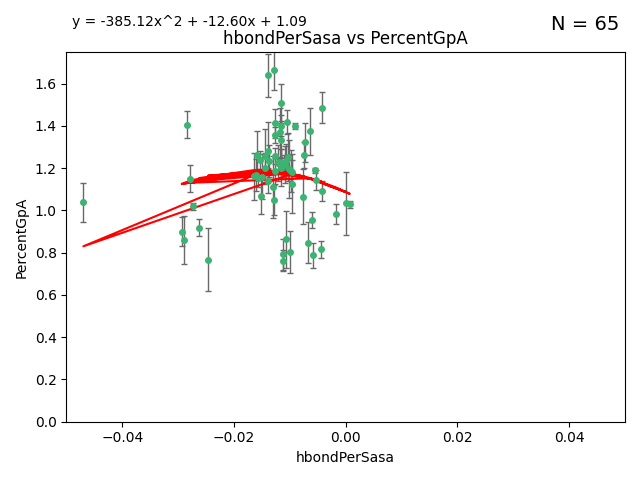 y = -385.12x^2 + -12.60x + 1.09
N = 65
hbondPerSasa vs PercentGpA
PercentGpA
1.6
1.4
1.2
1.0
0.8
0.6
0.4
0.2
0.0
−0.04
−0.02
0.00
0.02
0.04
hbondPerSasa